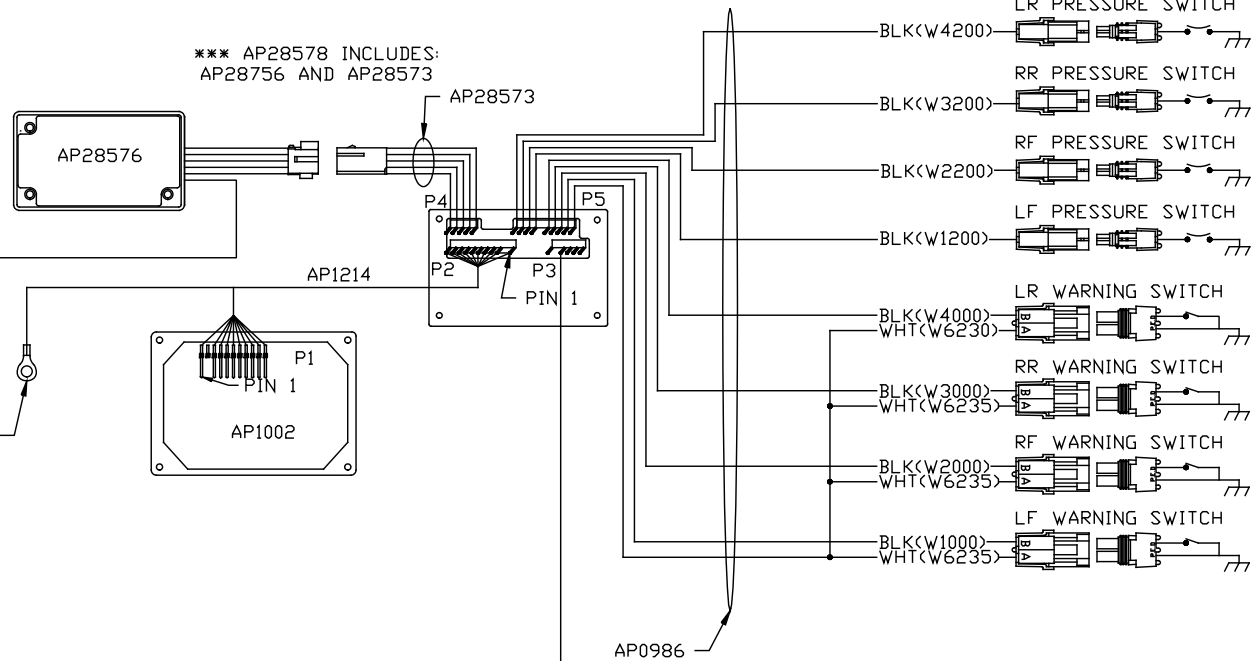 *** AP28578 INCLUDES:
AP28756 AND AP28573
AP28573
AP28576
P4
P5
P2
P3
PIN 1
AP1214
P1
PIN 1
AP1002
AP0986
LR PRESSURE SWITCH
BLK(W4200)
RR PRESSURE SWITCH
BLK(W3200)
RF PRESSURE SWITCH
BLK(W2200)
LF PRESSURE SWITCH
BLK(W1200)
LR WARNING SWITCH
BLK(W4000)
WHT(W6230)
B
A
RR WARNING SWITCH
BLK(W3000)
WHT(W6235)
B
A
RF WARNING SWITCH
BLK(W2000)
WHT(W6235)
B
A
LF WARNING SWITCH
BLK(W1000)
WHT(W6235)
B
A